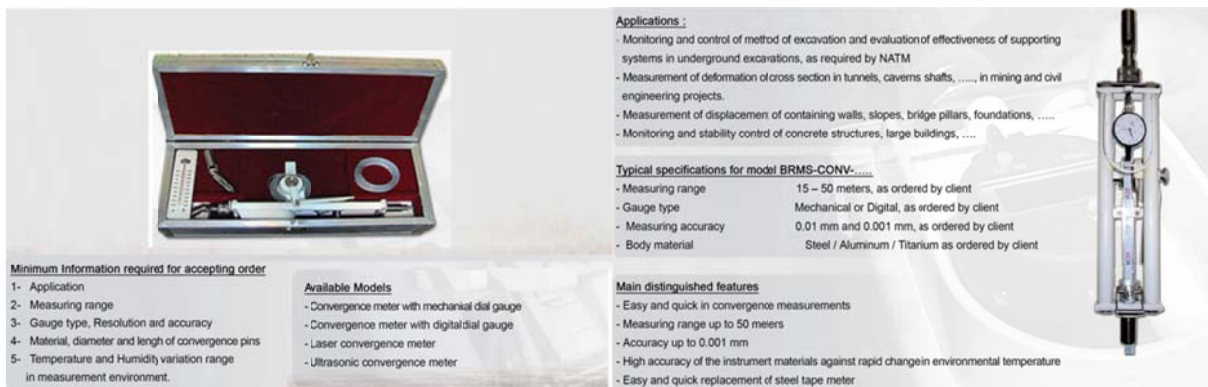 Minimum Information required for accepting order
1- Application
2- Measuring range
3- Gauge type, Resolution ard accuracy
4- Material, diameter and lengh of convergence pins
5- Temperature and Humidity variation range
in measurement environment.
Available Models
- Convergence meter with mechanial dial gauge
- Convergence meter with digital dial gauge
- Laser convergence meter
- Ultrasonic convergence meter
Applications :
- Monitoring and control of method of excavation and evaluation of effectiveness of supporting
systems in underground excavations, as required by NATM
- Measurement of deformation of cross section in tunnels, caverns shafts, ....., in mining and civil
engineering projects.
- Measurement of displacement of containing walls, slopes, bridge pillars, foundations, .....
- Monitoring and stability control of concrete structures, large buildings, ....
Typical specifications for model BRMS-CONV-.....
- Measuring range 15 – 50 meters, as ordered by client
- Gauge type Mechanical or Digital, as ordered by client
- Measuring accuracy 0.01 mm and 0.001 mm, as ordered by client
- Body material Steel / Aluminum / Titarium as ordered by client
Main distinguished features
- Easy and quick in convergence measurements
- Measuring range up to 50 meers
- Accuracy up to 0.001 mm
- High accuracy of the instrument materials against rapid change in environmental temperature
- Easy and quick replacement of steel tape meter